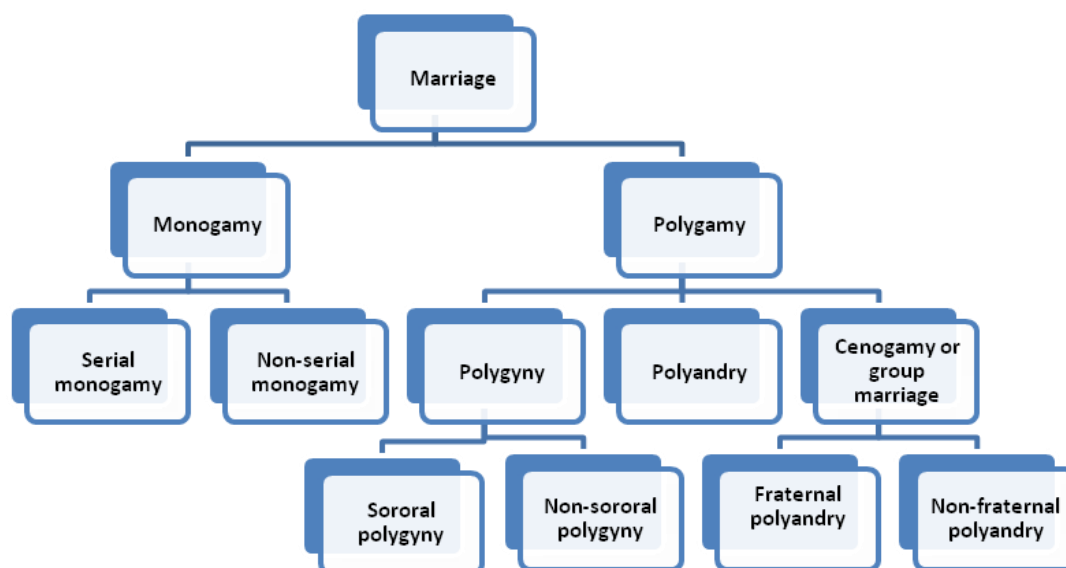 Marriage
Monogamy
Polygamy
Serial
monogamy
Non-serial
monogamy
Polygyny
Polyandry
Cenogamy or
group
marriage
Sororal
polygyny
Non-sororal
polygyny
Fraternal
polyandry
Non-fraternal
polyandry